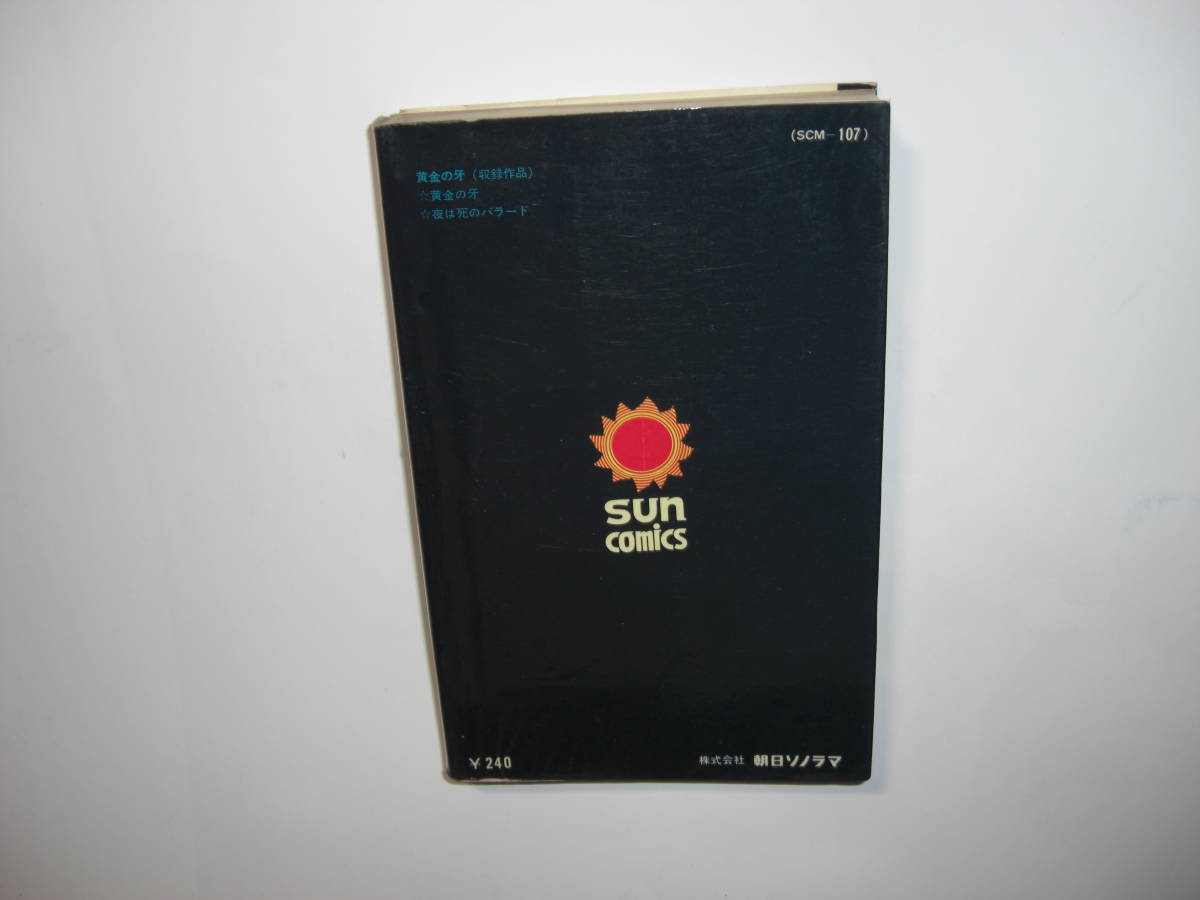 (SCM-107)
黄金の牙(収録作品)
☆黄金の牙
☆夜は死のバラード
sun
comics
¥240
株式会社 朝日ソノラマ